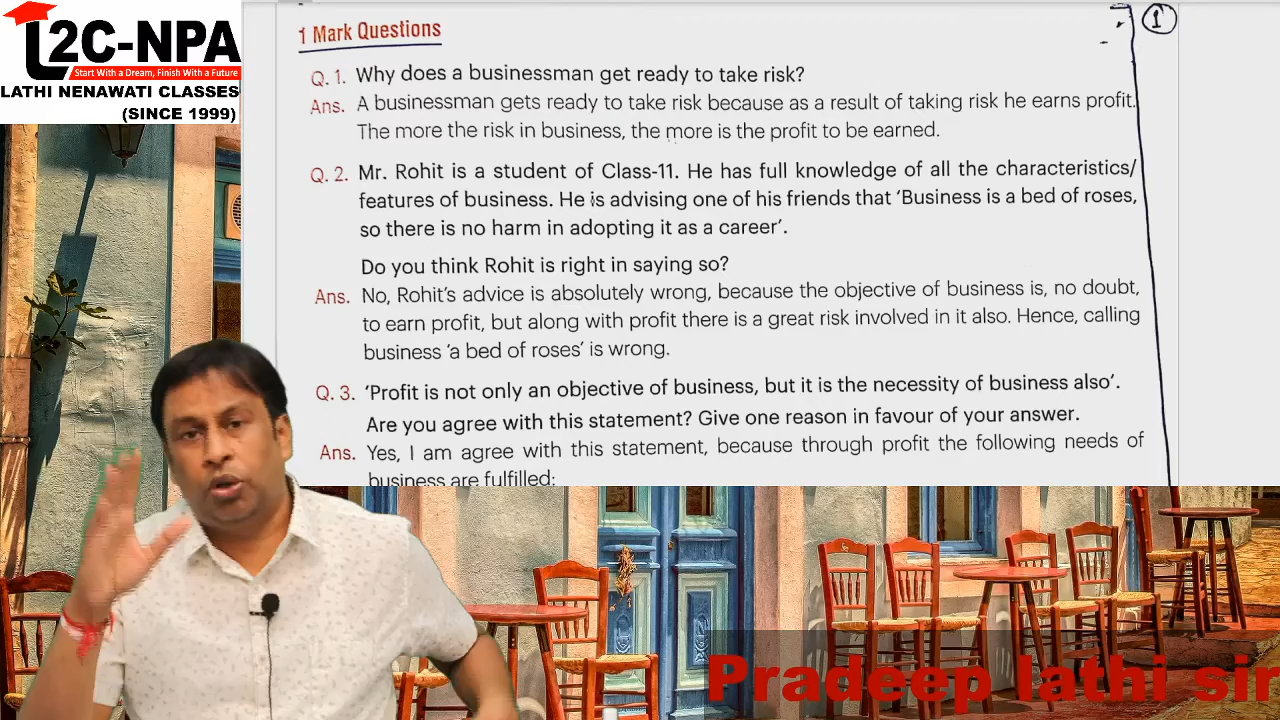 L2C-NPA
Start With a Dream, Finish With a Future
LATHI NENAWATI CLASSES
(SINCE 1999)
1 Mark Questions
1
Q. 1. Why does a businessman get ready to take risk?
Ans. A businessman gets ready to take risk because as a result of taking risk he earns profit.
The more the risk in business, the more is the profit to be earned.
Q. 2. Mr. Rohit is a student of Class-11. He has full knowledge of all the characteristics/
features of business. He is advising one of his friends that ‘Business is a bed of roses,
so there is no harm in adopting it as a career’.
Do you think Rohit is right in saying so?
Ans. No, Rohit’s advice is absolutely wrong, because the objective of business is, no doubt,
to earn profit, but along with profit there is a great risk involved in it also. Hence, calling
business ‘a bed of roses’ is wrong.
Q. 3. ‘Profit is not only an objective of business, but it is the necessity of business also’.
Are you agree with this statement? Give one reason in favour of your answer.
Ans. Yes, I am agree with this statement, because through profit the following needs of
business are fulfilled:
Pradeep lathi sir